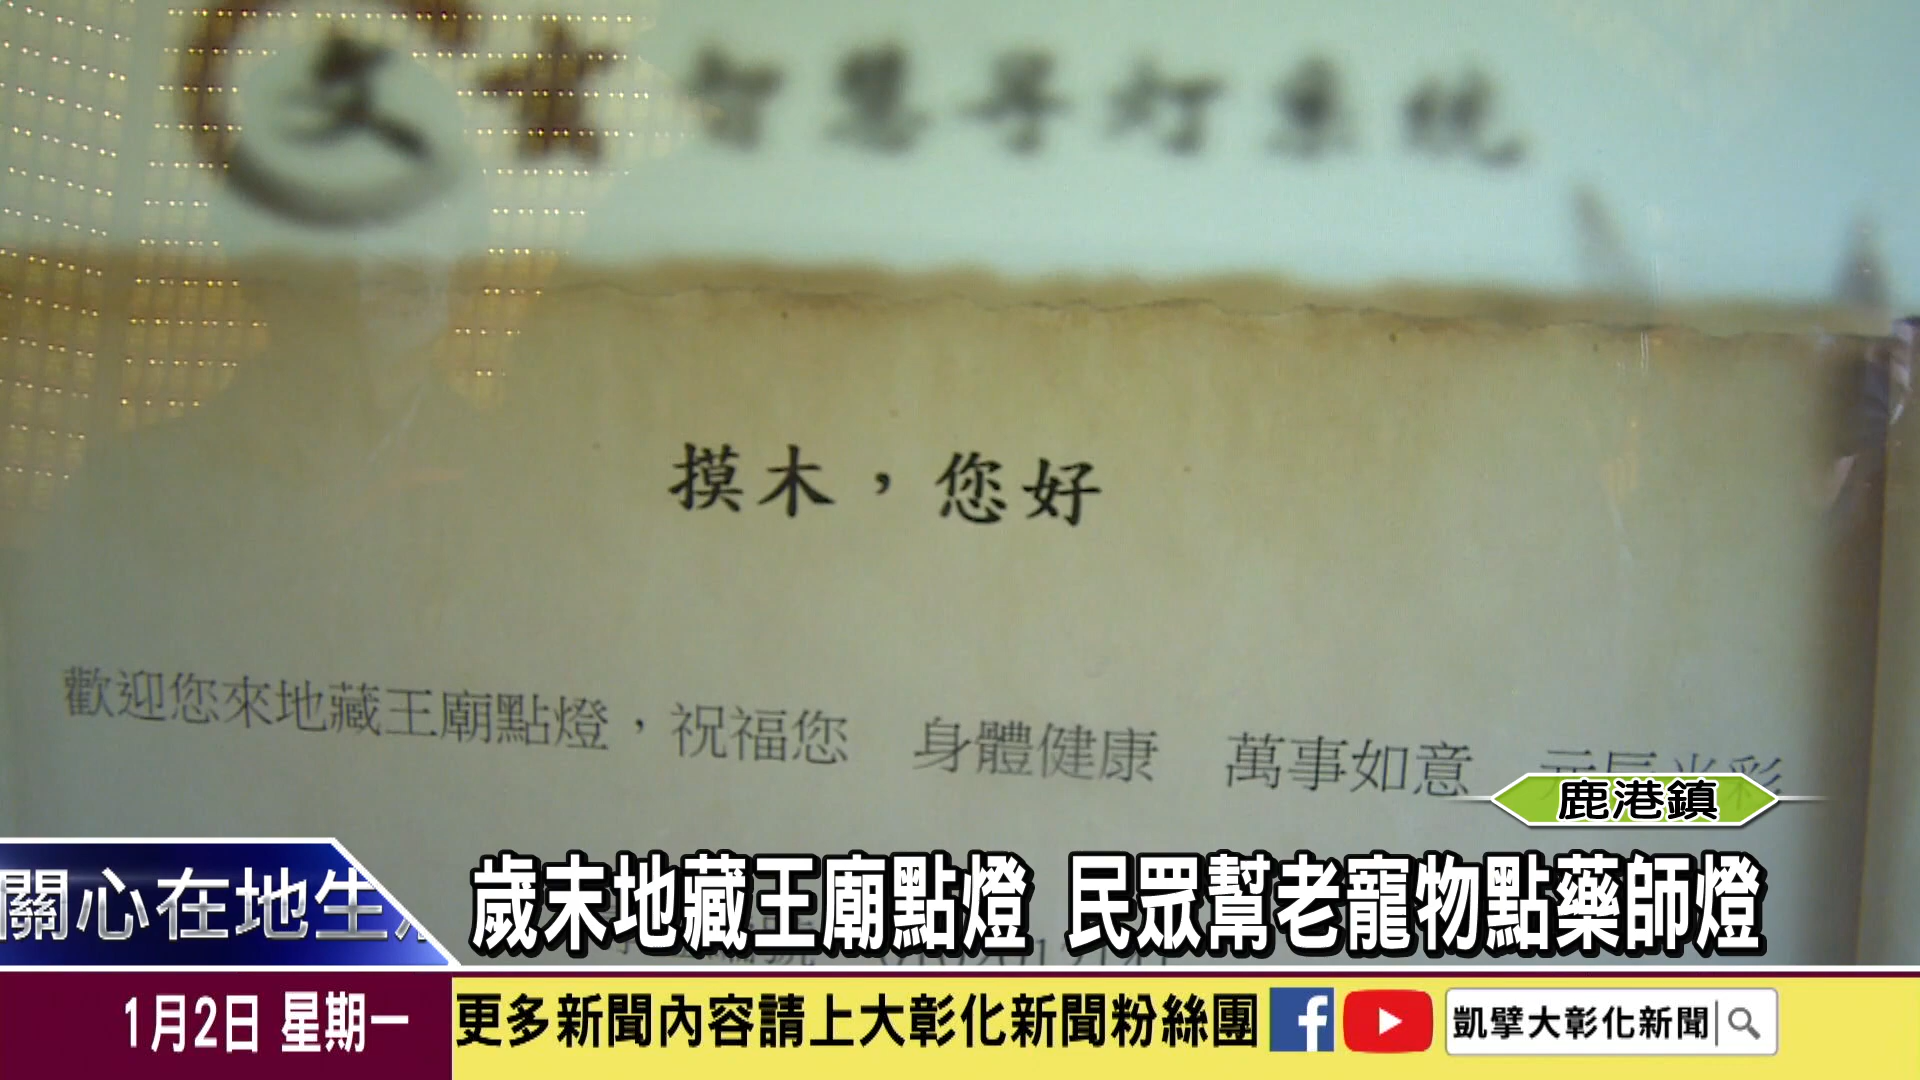 智慧子灯系統
摸木，您好
歡迎您來地藏王廟點燈，祝福您　身體健康　萬事如意
鹿港鎮
關心在地生
歲末地藏王廟點燈 民眾幫老寵物點藥師燈
1月2日 星期一
更多新聞內容請上大彰化新聞粉絲團
凱擘大彰化新聞